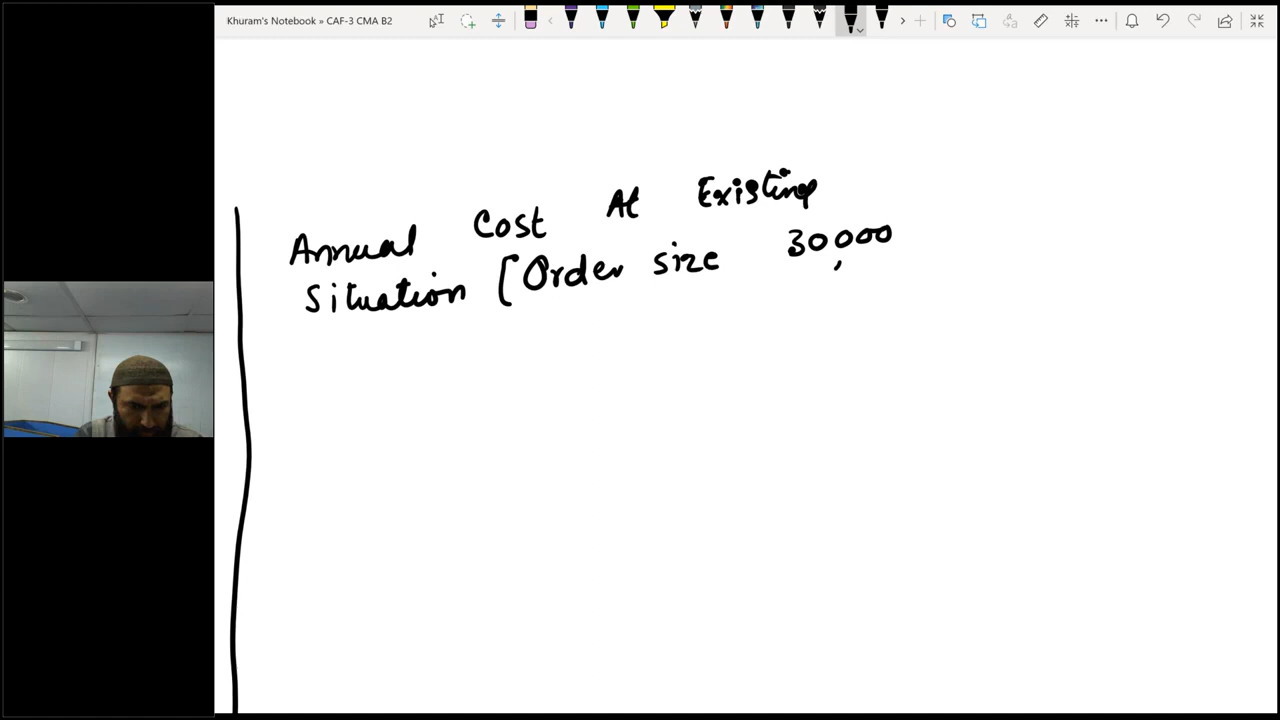 Khuram's Notebook » CAF-3 CMA B2
Annual Cost At Existing
Situation [Order size 30,000